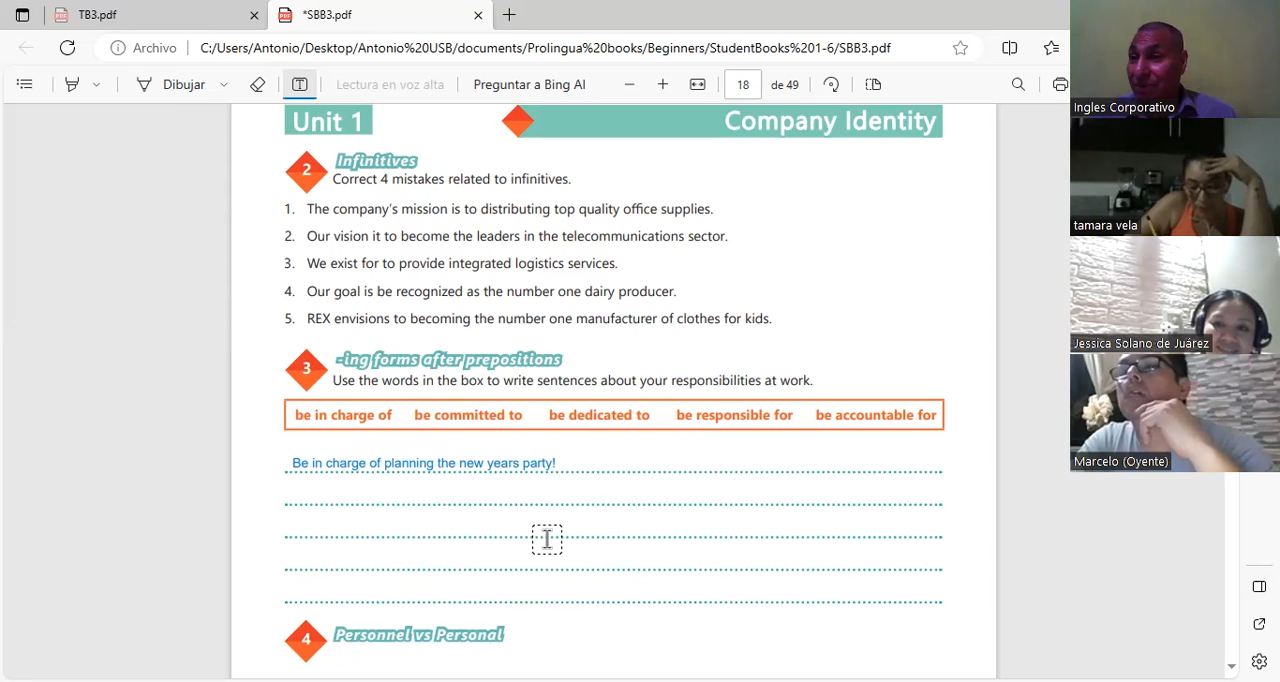 TB3.pdf
*SBB3.pdf
Archivo
C:/Users/Antonio/Desktop/Antonio%20USB/documents/Prolingua%20books/Beginners/StudentBooks%201-6/SBB3.pdf
Dibujar
Lectura en voz alta
Preguntar a Bing AI
18
de 49
Unit 1
Company Identity
2
Infinitives
Correct 4 mistakes related to infinitives.
1. The company's mission is to distributing top quality office supplies.
2. Our vision it to become the leaders in the telecommunications sector.
3. We exist for to provide integrated logistics services.
4. Our goal is be recognized as the number one dairy producer.
5. REX envisions to becoming the number one manufacturer of clothes for kids.
3
-ing forms after prepositions
Use the words in the box to write sentences about your responsibilities at work.
be in charge of be committed to be dedicated to be responsible for be accountable for
Be in charge of planning the new years party!
4
Personnel vs Personal
Ingles Corporativo
tamara vela
Jessica Solano de Juárez
Marcelo (Oyente)